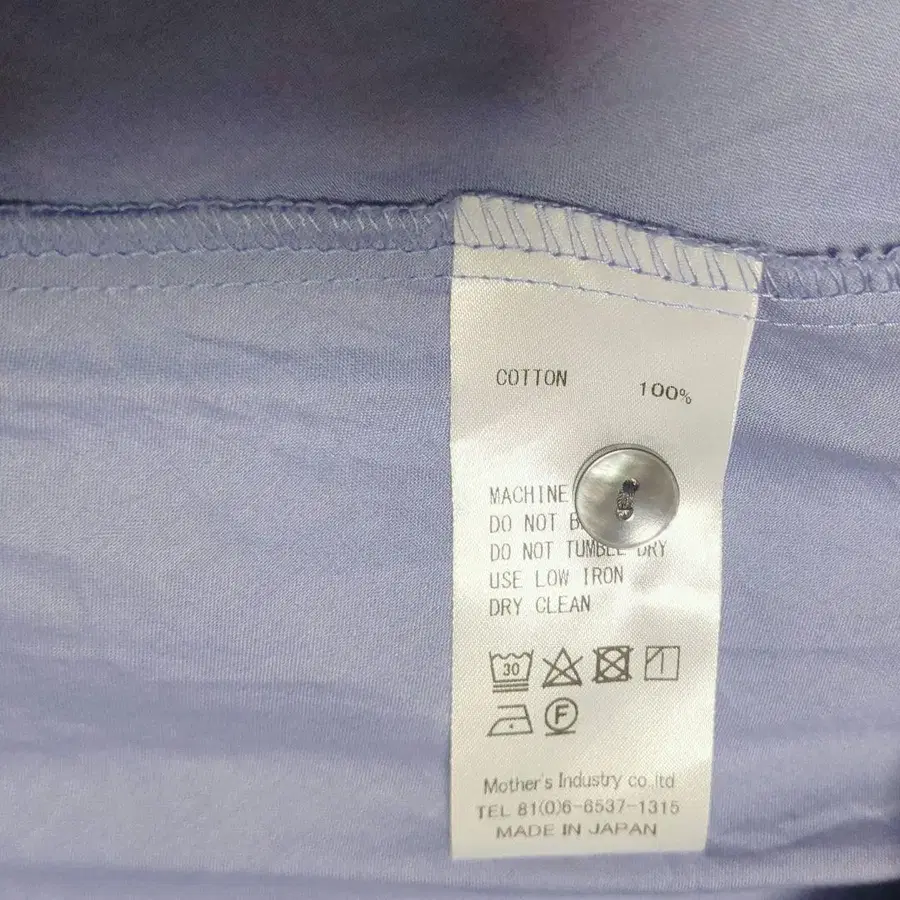 COTTON 100%
MACHINE
DO NOT
DO NOT TUMBLE DRY
USE LOW IRON
DRY CLEAN
30
F
Mother's Industry co.,ltd
TEL 81(0)6-6537-1315
MADE IN JAPAN